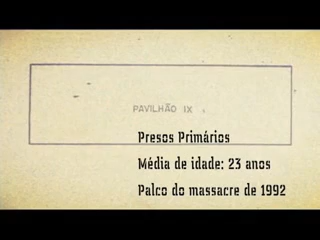 PAVILHÃO IX
Presos Primários
Média de idade: 23 anos
Palco do massacre de 1992